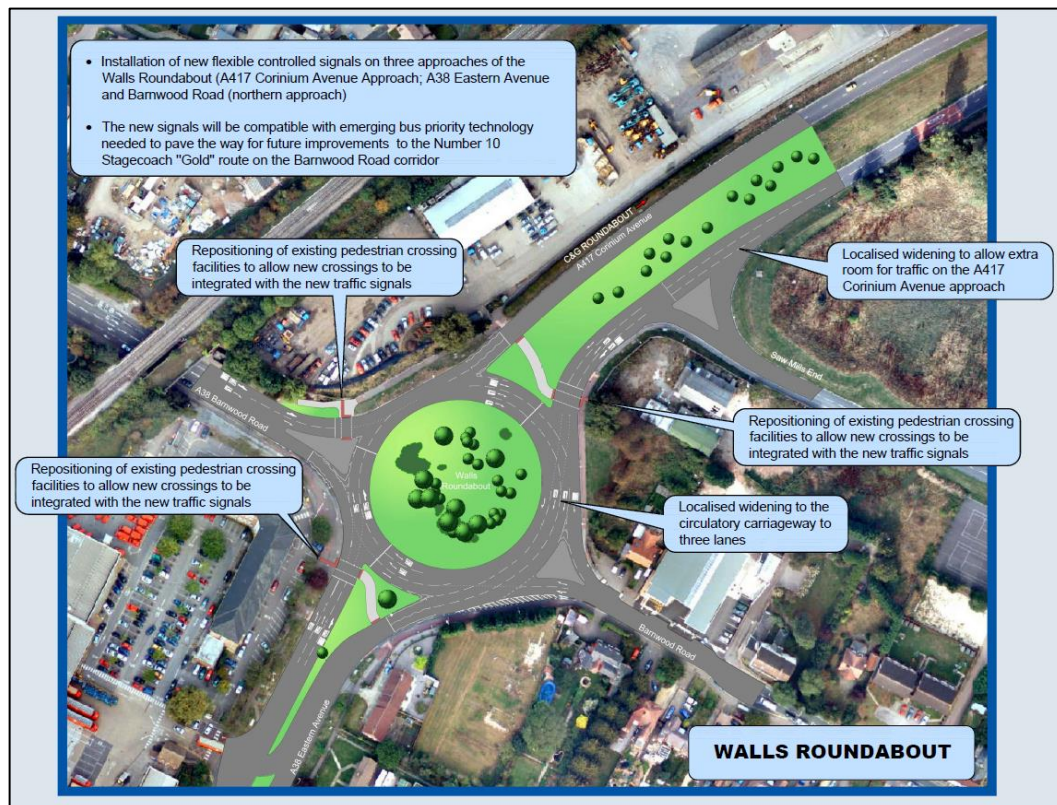 • Installation of new flexible controlled signals on three approaches of the
Walls Roundabout (A417 Corinium Avenue Approach; A38 Eastern Avenue
and Barnwood Road (northern approach)
• The new signals will be compatible with emerging bus priority technology
needed to pave the way for future improvements to the Number 10
Stagecoach "Gold" route on the Barnwood Road corridor
Repositioning of existing pedestrian crossing
facilities to allow new crossings to be
integrated with the new traffic signals
C&G ROUNDABOUT
A417 Corinium Avenue
Localised widening to allow extra
room for traffic on the A417
Corinium Avenue approach
Saw Mills End
A38 Barnwood Road
Repositioning of existing pedestrian crossing
facilities to allow new crossings to be
integrated with the new traffic signals
Repositioning of existing pedestrian crossing
facilities to allow new crossings to be
integrated with the new traffic signals
Walls
Roundabout
Localised widening to the
circulatory carriageway to
three lanes
Barnwood Road
A38 Eastern Avenue
WALLS ROUNDABOUT